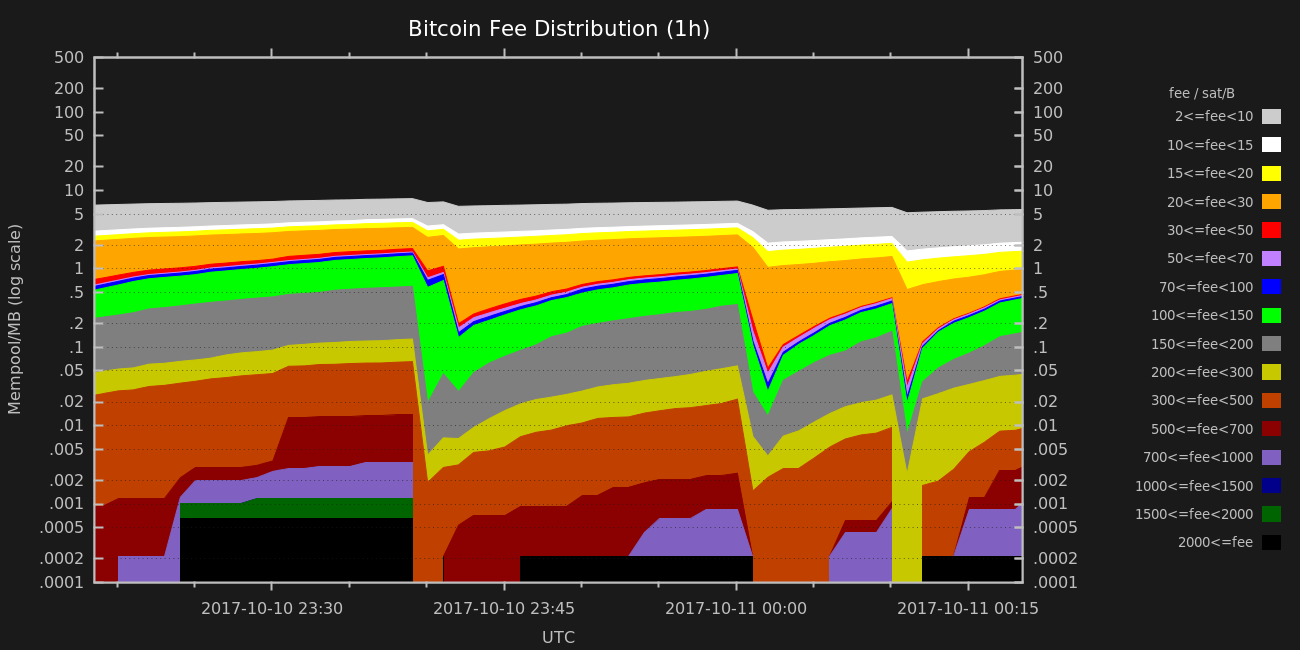 Bitcoin Fee Distribution (1h)
500
200
100
50
20
10
5
2
1
.5
.2
.1
.05
.02
.01
.005
.002
.001
.0005
.0002
.0001
Mempool/MB (log scale)
500
200
100
50
20
10
5
2
1
.5
.2
.1
.05
.02
.01
.005
.002
.001
.0005
.0002
.0001
fee / sat/B
2<=fee<10
10<=fee<15
15<=fee<20
20<=fee<30
30<=fee<50
50<=fee<70
70<=fee<100
100<=fee<150
150<=fee<200
200<=fee<300
300<=fee<500
500<=fee<700
700<=fee<1000
1000<=fee<1500
1500<=fee<2000
2000<=fee
2017-10-10 23:30 2017-10-10 23:45 2017-10-11 00:00 2017-10-11 00:15
UTC